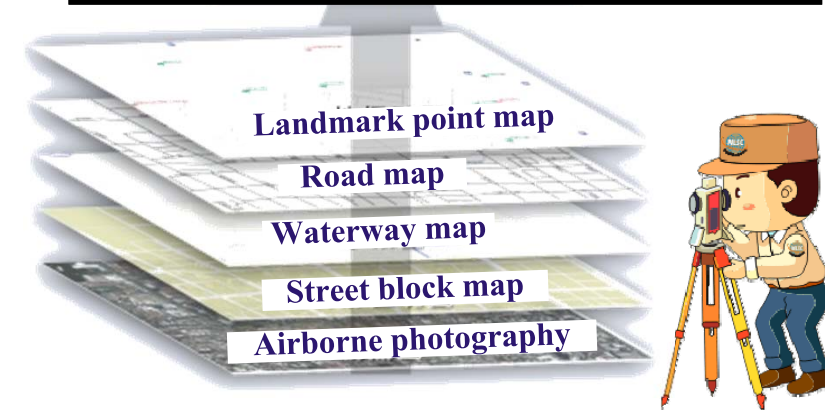 Landmark point map
Road map
Waterway map
Street block map
Airborne photography